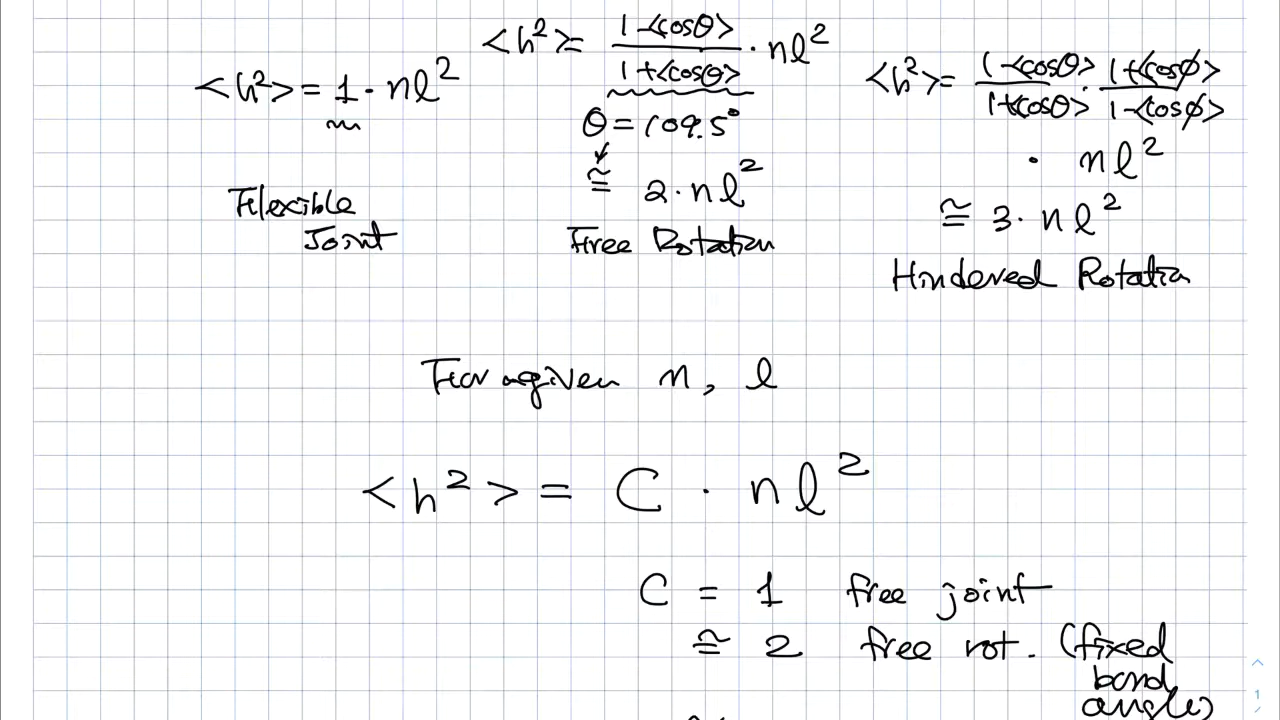 <h²> = 1 · nl²
Flexible
Joint
<h²> = 1-<cosθ> / 1+<cosθ> · nl²
θ = 109.5°
≅ 2 · nl²
Free Rotation
<h²> = 1-<cosθ> / 1+<cosθ> · 1+<cosϕ> / 1-<cosϕ>
· nl²
≅ 3 · nl²
Hindered Rotation
For a given n, l
<h²> = C · nl²
C = 1 free joint
≅ 2 free rot. (fixed
bond
angle)
1